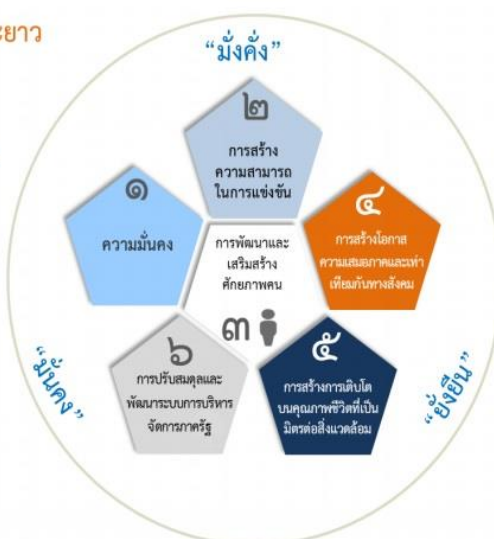 ะยาว
“มั่งคั่ง”
๒
การสร้าง
ความสามารถ
ในการแข่งขัน
๑
ความมั่นคง
การพัฒนาและ
เสริมสร้าง
ศักยภาพคน
๓
๔
การสร้างโอกาส
ความเสมอภาคและเท่า
เทียมกันทางสังคม
๖
การปรับสมดุลและ
พัฒนาระบบการบริหาร
จัดการภาครัฐ
๕
การสร้างการเติบโต
บนคุณภาพชีวิตที่เป็น
มิตรต่อสิ่งแวดล้อม
“มั่นคง”
“ยั่งยืน”